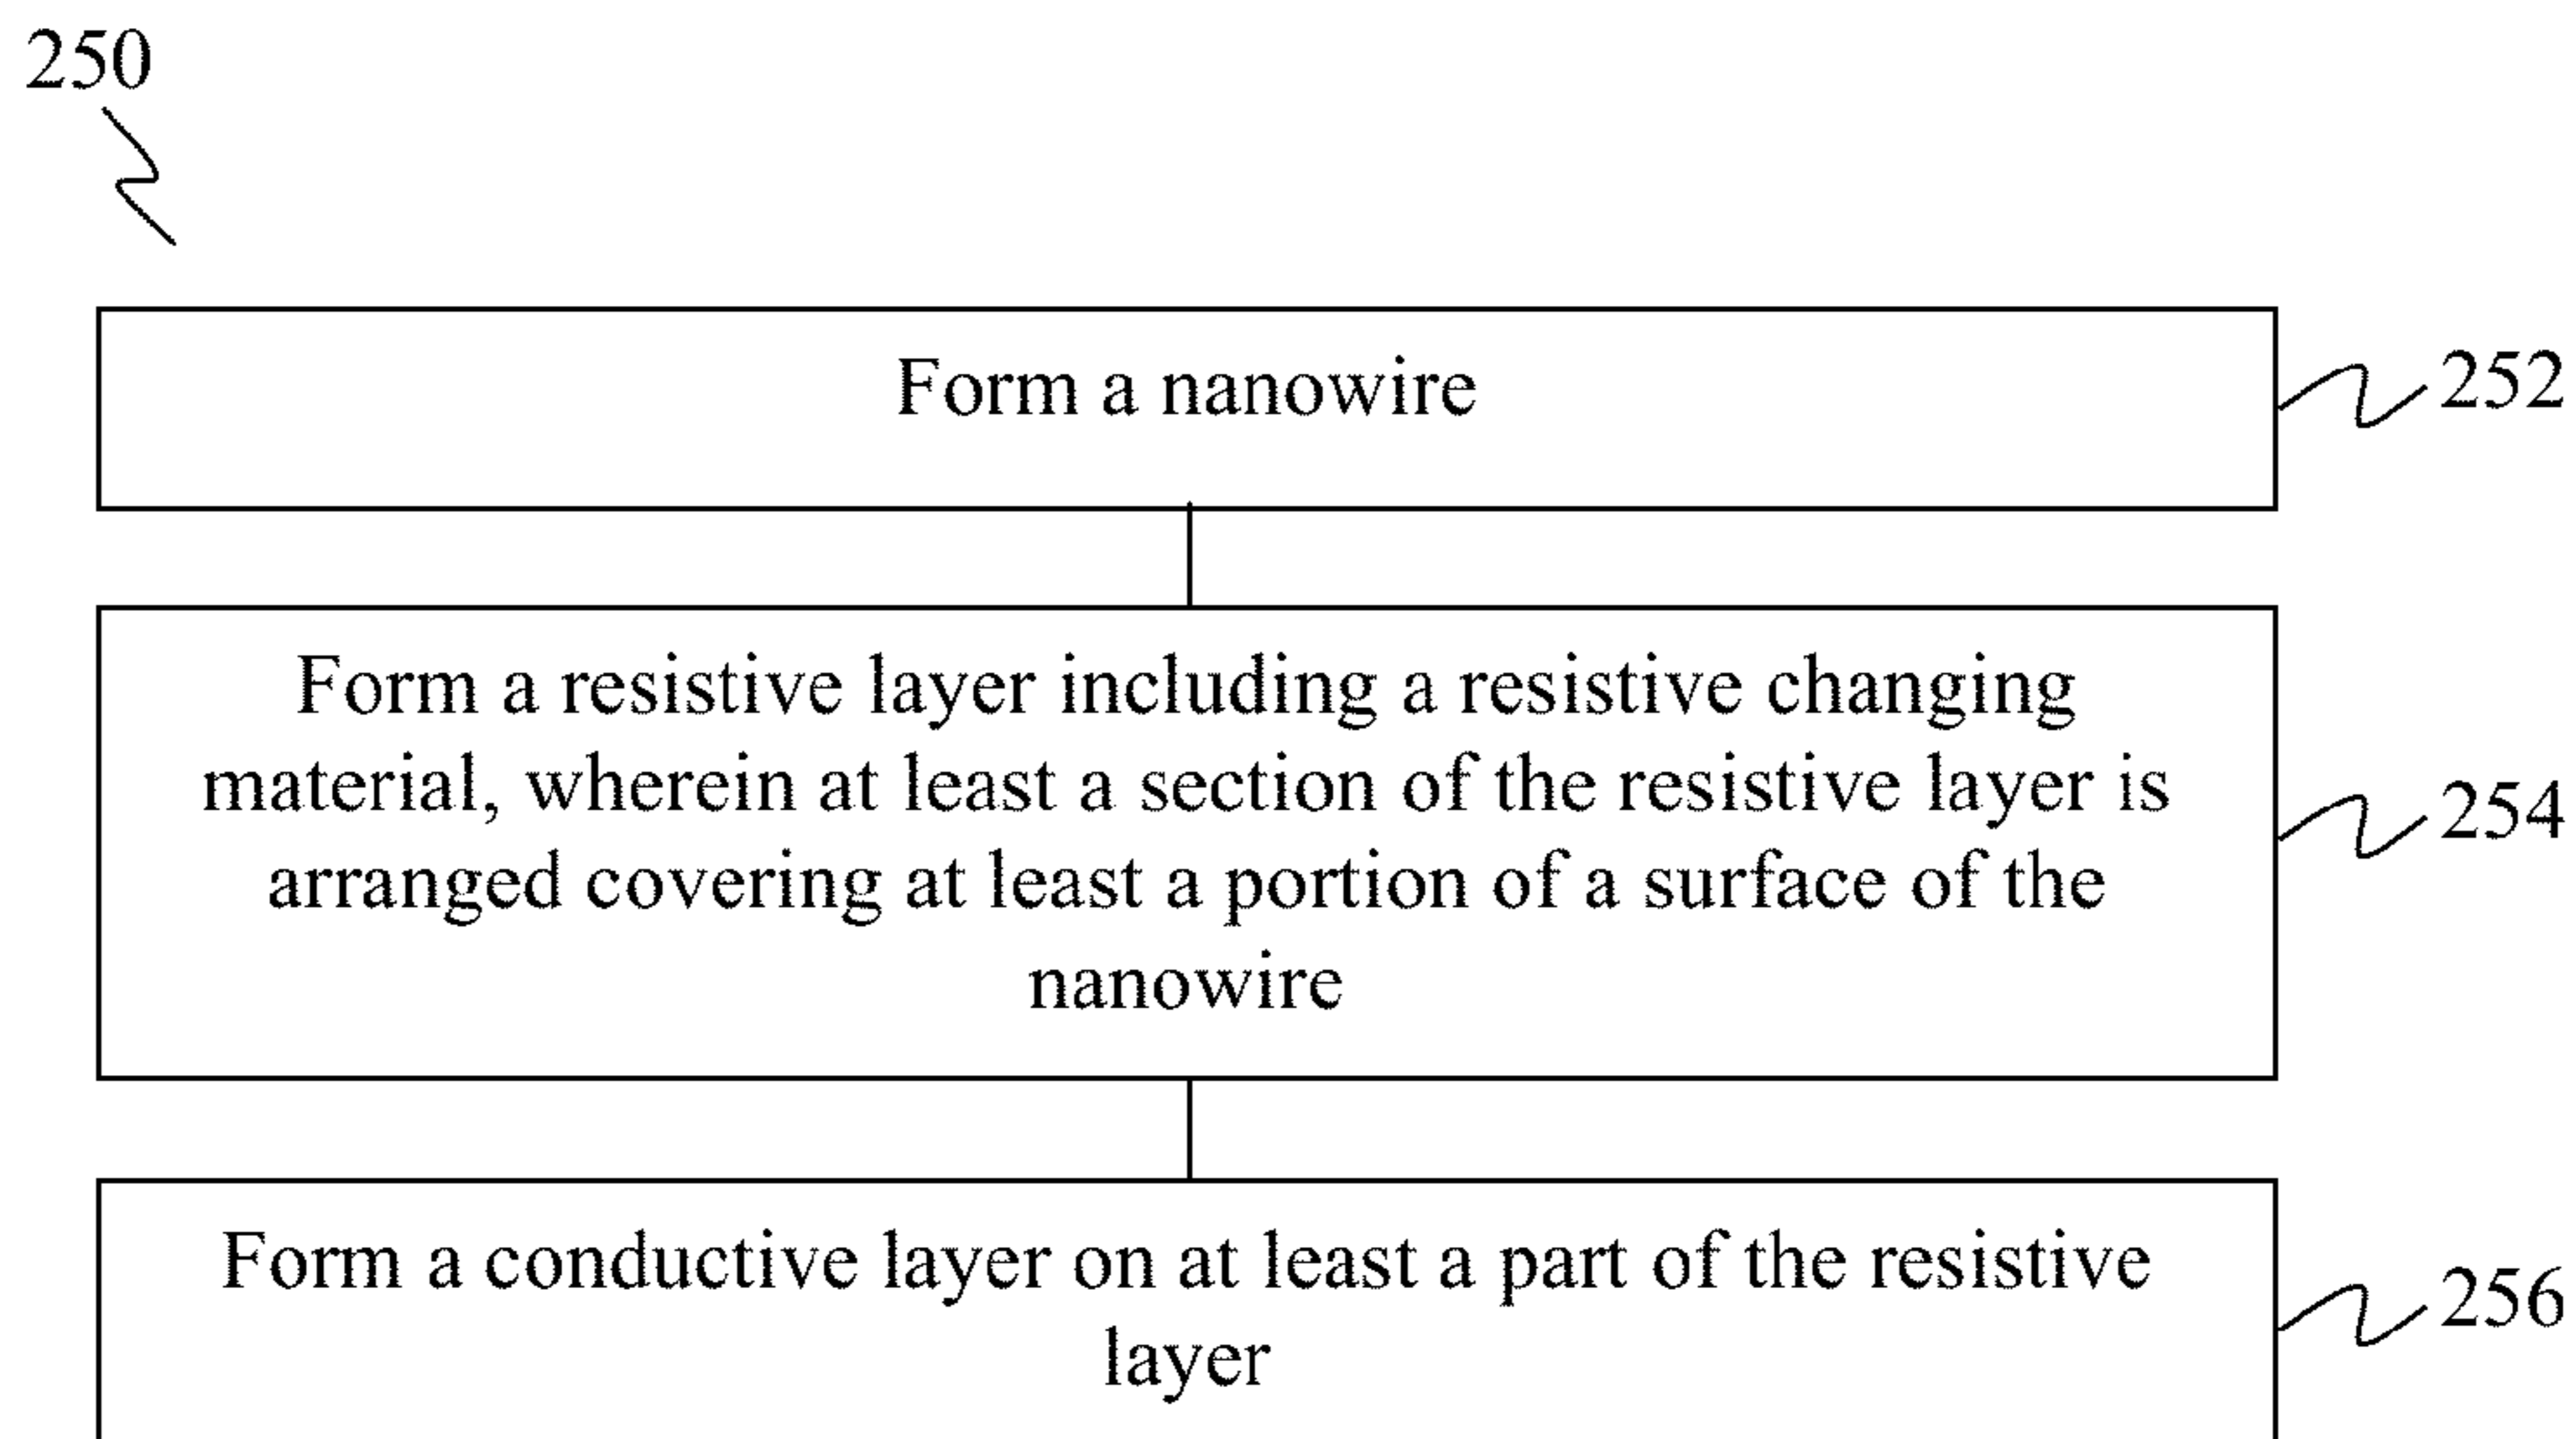 250
Form a nanowire
252
Form a resistive layer including a resistive changing
material, wherein at least a section of the resistive layer is
arranged covering at least a portion of a surface of the
nanowire
254
Form a conductive layer on at least a part of the resistive
layer
256